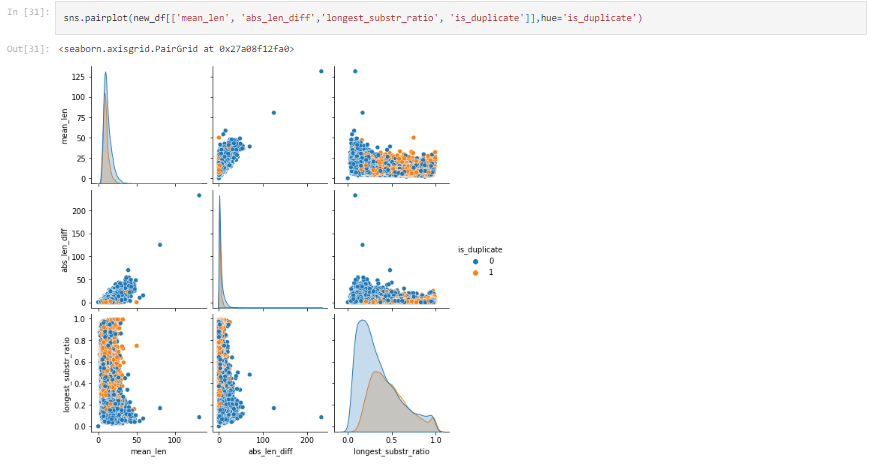 In [31]: sns.pairplot(new_df[['mean_len', 'abs_len_diff','longest_substr_ratio', 'is_duplicate']],hue='is_duplicate')
Out[31]: <seaborn.axisgrid.PairGrid at 0x27a08f12fa0>
125
100
75
50
25
0
mean_len
200
150
100
50
0
abs_len_diff
is_duplicate
0
1
1.0
0.8
0.6
0.4
0.2
0.0
longest_substr_ratio
0 100 0 100 200 0.0 0.5 1.0
mean_len abs_len_diff longest_substr_ratio